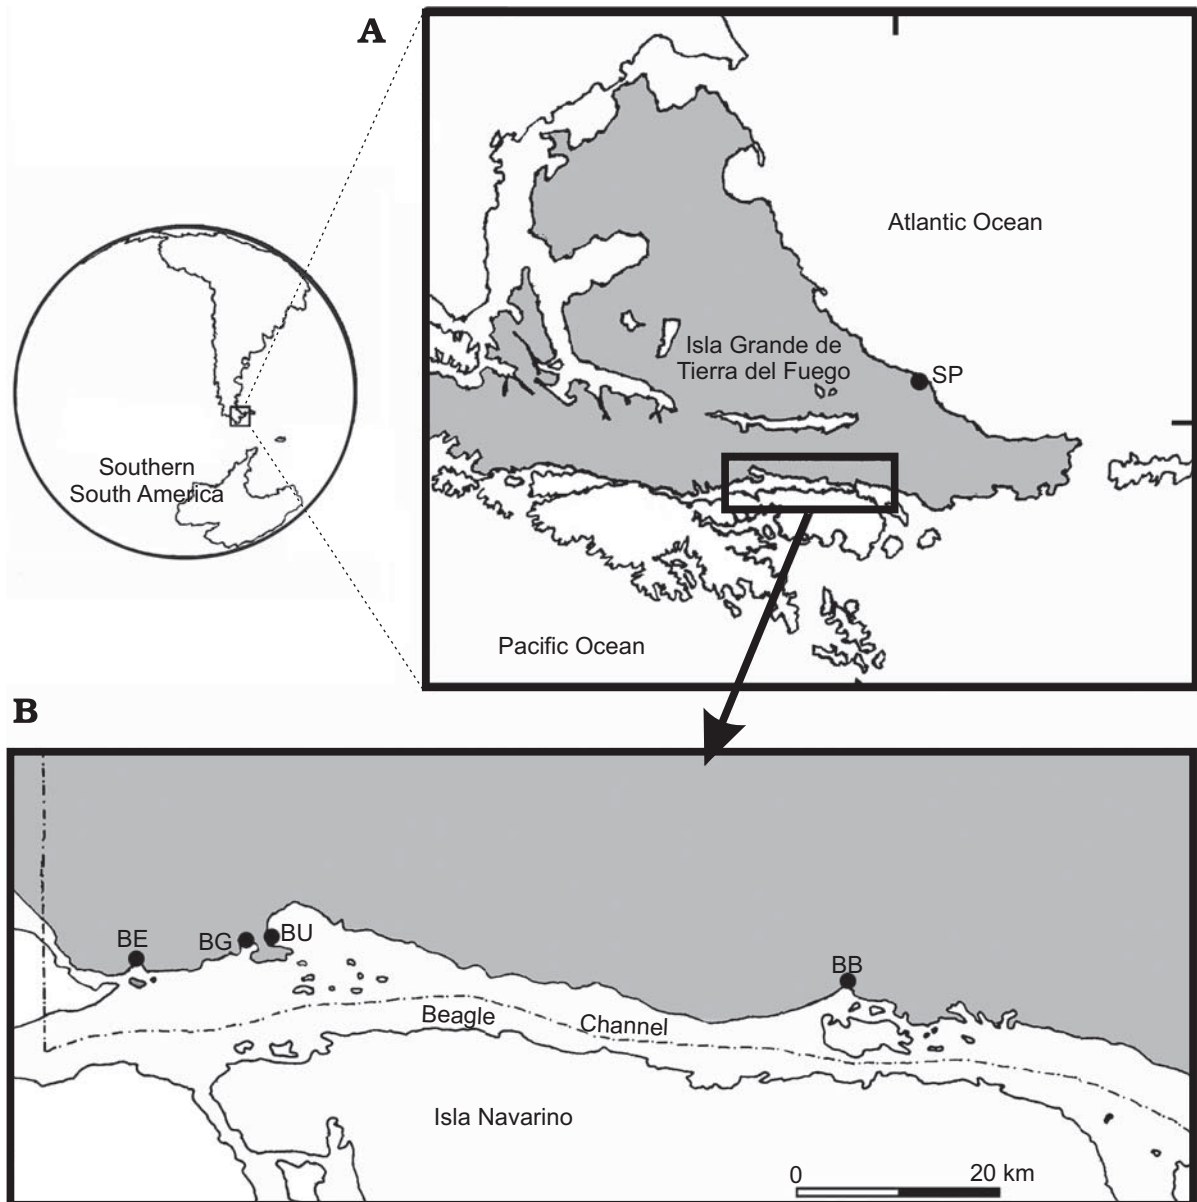 A
Atlantic Ocean
Isla Grande de
Tierra del Fuego
SP
Southern
South America
Pacific Ocean
B
BE
BG
BU
BB
Beagle
Channel
Isla Navarino
0
20 km